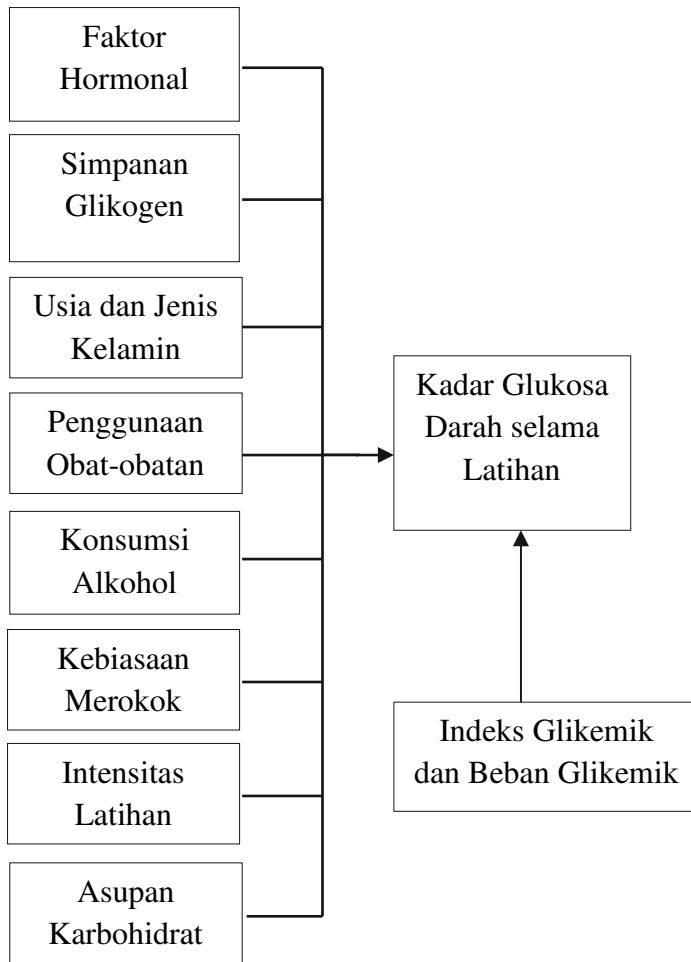 Faktor
Hormonal
Simpanan
Glikogen
Usia dan Jenis
Kelamin
Penggunaan
Obat-obatan
Konsumsi
Alkohol
Kebiasaan
Merokok
Intensitas
Latihan
Asupan
Karbohidrat
Kadar Glukosa
Darah selama
Latihan
Indeks Glikemik
dan Beban Glikemik